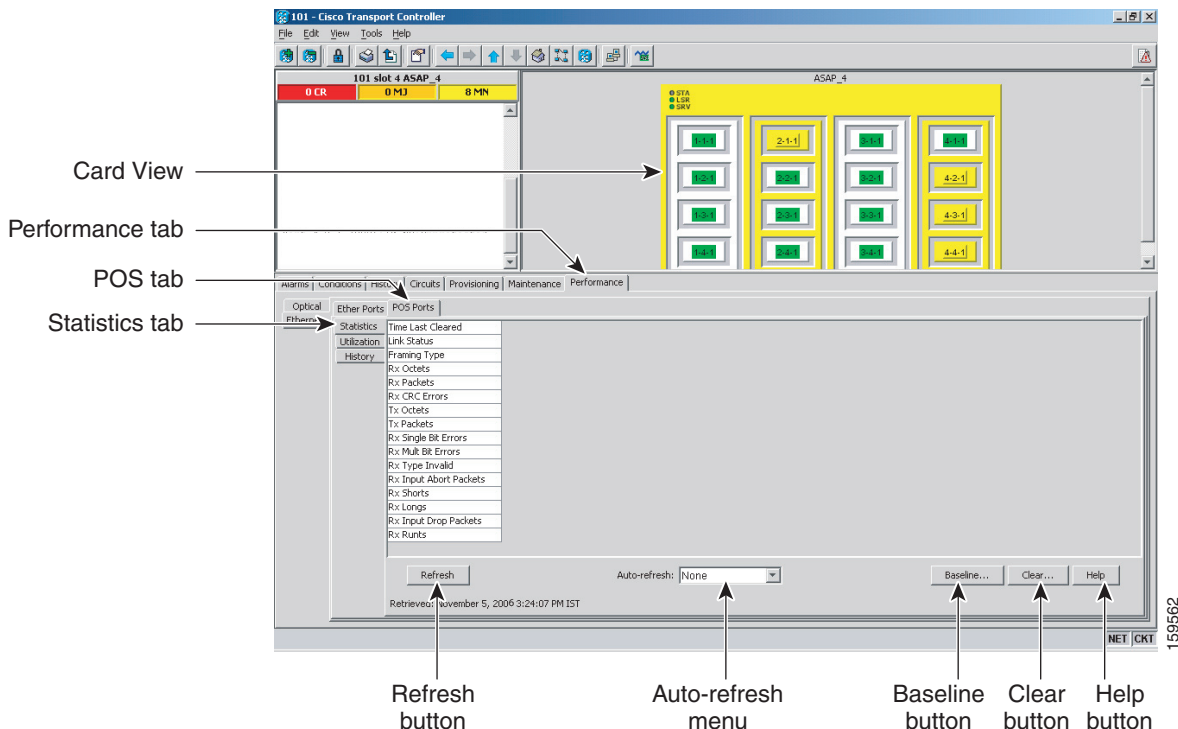 101 - Cisco Transport Controller
File Edit View Tools Help
101 slot 4 ASAP_4
0 CR 0 MJ 8 MN
ASAP_4
STA
LSR
SRV
1-1-1 2-1-1 3-1-1 4-1-1
1-2-1 2-2-1 3-2-1 4-2-1
1-3-1 2-3-1 3-3-1 4-3-1
1-4-1 2-4-1 3-4-1 4-4-1
Card View
Performance tab
POS tab
Statistics tab
Alarms Conditions History Circuits Provisioning Maintenance Performance
Optical
Ether Ports POS Ports
Statistics
Utilization
History
Time Last Cleared
Link Status
Framing Type
Rx Octets
Rx Packets
Rx CRC Errors
Tx Octets
Tx Packets
Rx Single Bit Errors
Rx Mult Bit Errors
Rx Type Invalid
Rx Input Abort Packets
Rx Shorts
Rx Longs
Rx Input Drop Packets
Rx Runts
Refresh Auto-refresh: None Baseline... Clear... Help
Retrieved: November 5, 2006 3:24:07 PM IST
NET CKT
159562
Refresh
button
Auto-refresh
menu
Baseline
button
Clear
button
Help
button